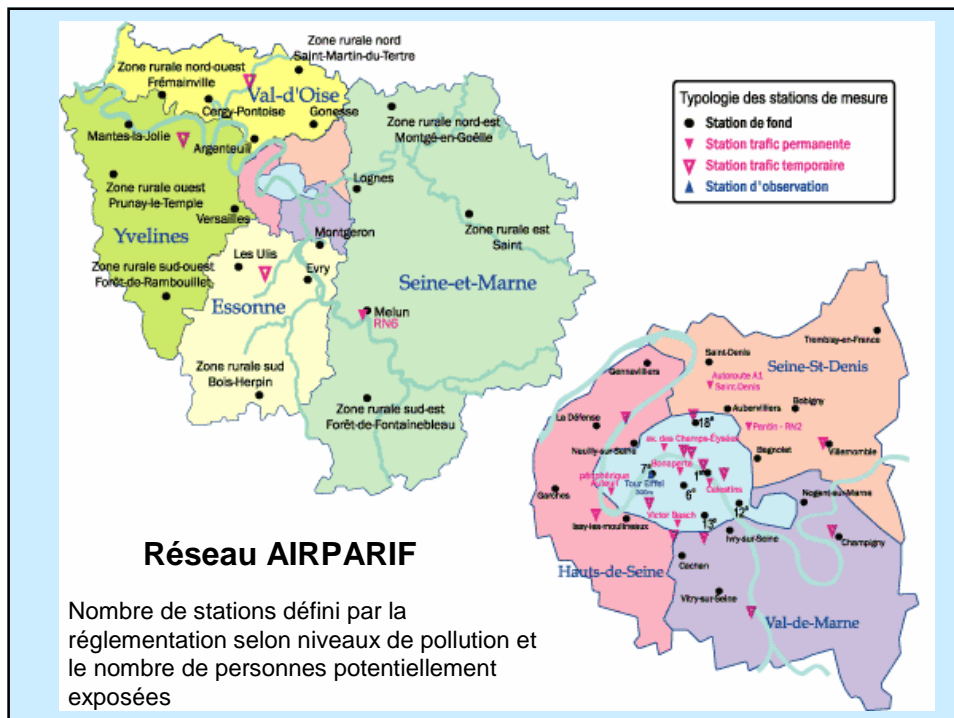 Zone rurale nord
Saint-Martin du Tertre
Zone rurale nord-ouest
Frémainville
Val-d'Oise
Cergy-Pontoise
Gonesse
Mantes-la-Jolie
Argenteuil
Zone rurale nord-est
Montgé-en-Goëlle
Zone rurale ouest
Prunay-le-Temple
Lognes
Versailles
Yvelines
Montgeron
Zone rurale est
Saint
Les Ulis
Evry
Zone rurale sud-ouest
Forêt-de-Rambouillet
Essonne
Seine-et-Marne
Melun
RN6
Zone rurale sud
Bois-Herpin
Zone rurale sud-est
Forêt-de-Fontainebleau
Typologie des stations de mesure
Station de fond
Station trafic permanente
Station trafic temporaire
Station d'observation
Tremblay-en-France
Saint-Denis
Seine-St-Denis
Gennevilliers
Autoroute A1
Saint-Denis
Aubervilliers
Bobigny
La Défense
18e
Pantin - RN2
av. des Champs-Élysées
Neuilly-sur-Seine
Bagnolet
Villemomble
Bonaparte
7e
1er
périphérique
Auteuil
Tour Eiffel
300m
6e
Celestins
Garches
Nogent-sur-Marne
12e
Victor Basch
13e
Issy-les-moulineaux
Ivry-sur-Seine
Champigny
Cachan
Hauts-de-Seine
Vitry-sur-Seine
Val-de-Marne
Réseau AIRPARIF
Nombre de stations défini par la
réglementation selon niveaux de pollution et
le nombre de personnes potentiellement
exposées